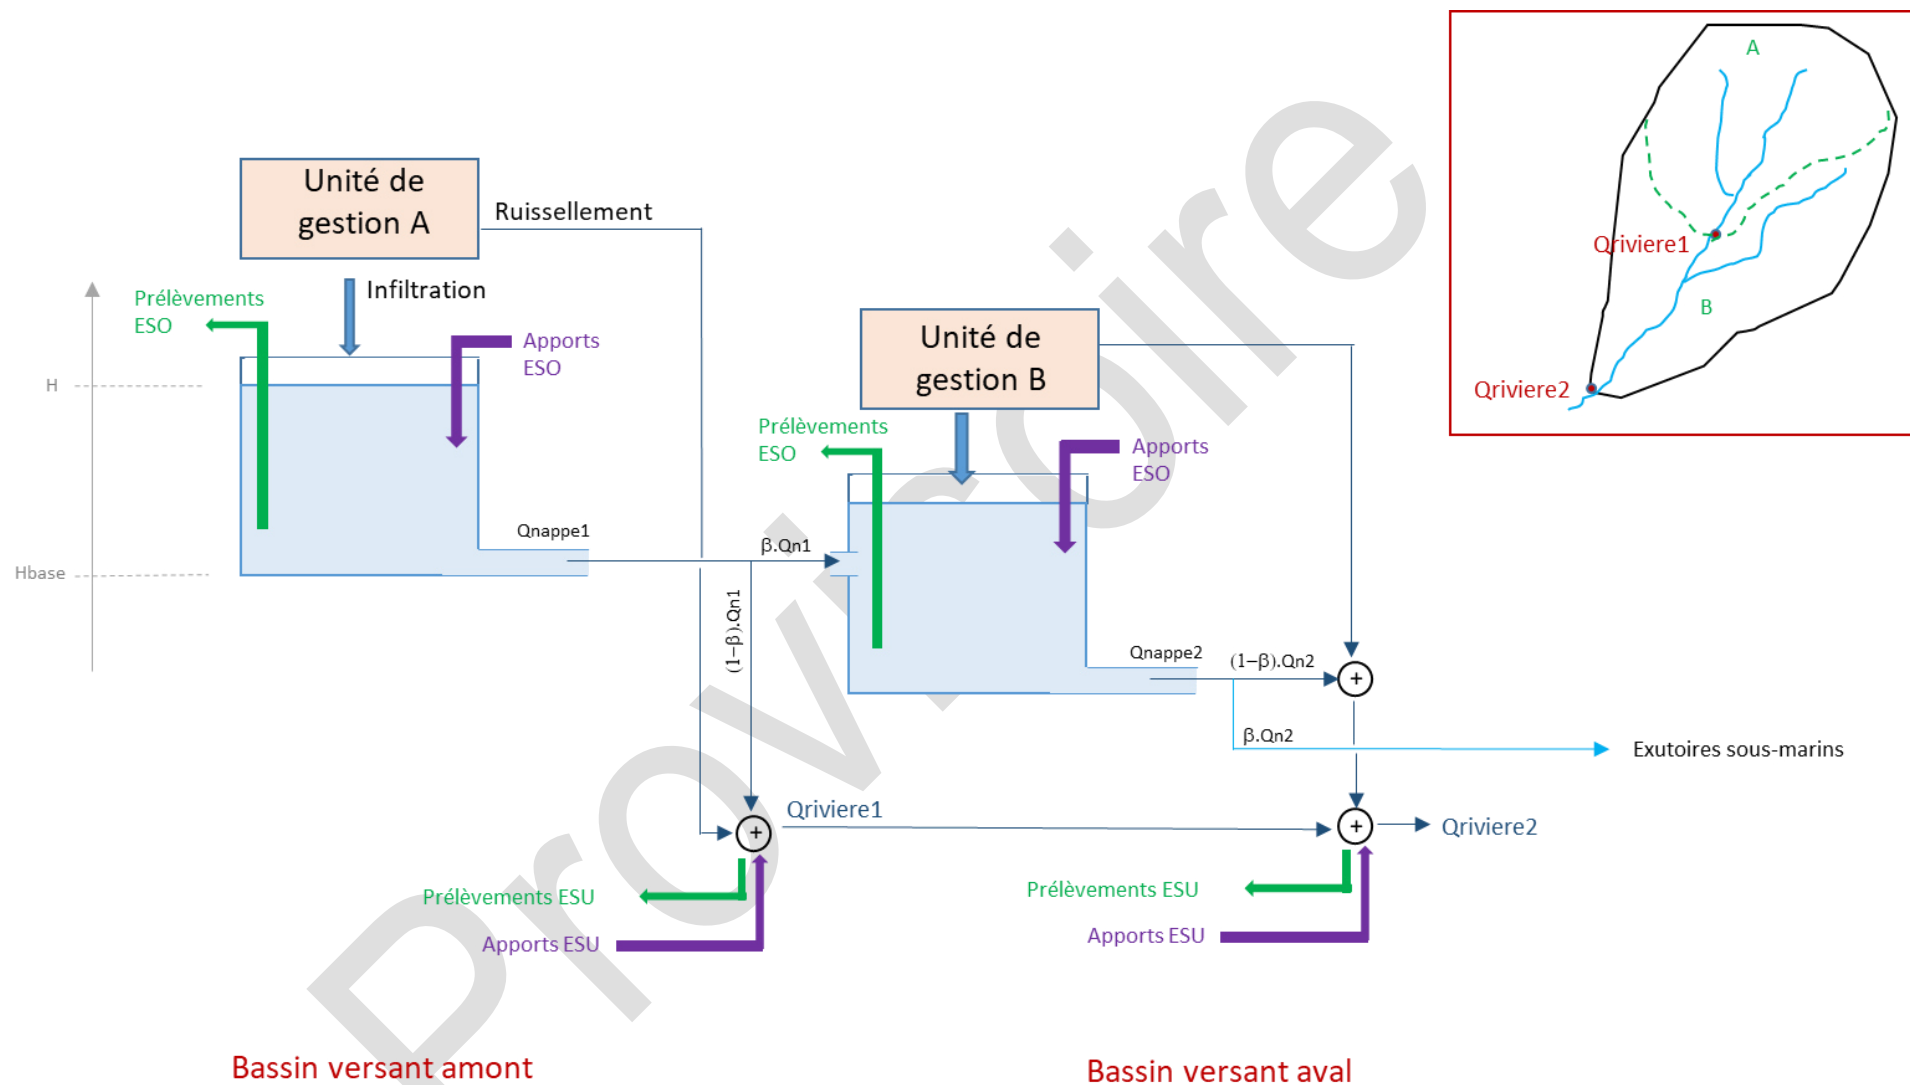 A
Qriviere1
B
Qriviere2
Unité de
gestion A
Ruissellement
Infiltration
Prélèvements
ESO
Apports
ESO
H
Hbase
Qnappe1
β.Qn1
(1−β).Qn1
Unité de
gestion B
Prélèvements
ESO
Apports
ESO
Qnappe2
(1−β).Qn2
+
β.Qn2
Exutoires sous-marins
+
Qriviere1
+
Qriviere2
Prélèvements ESU
Apports ESU
Prélèvements ESU
Apports ESU
Bassin versant amont
Bassin versant aval
Provisoire